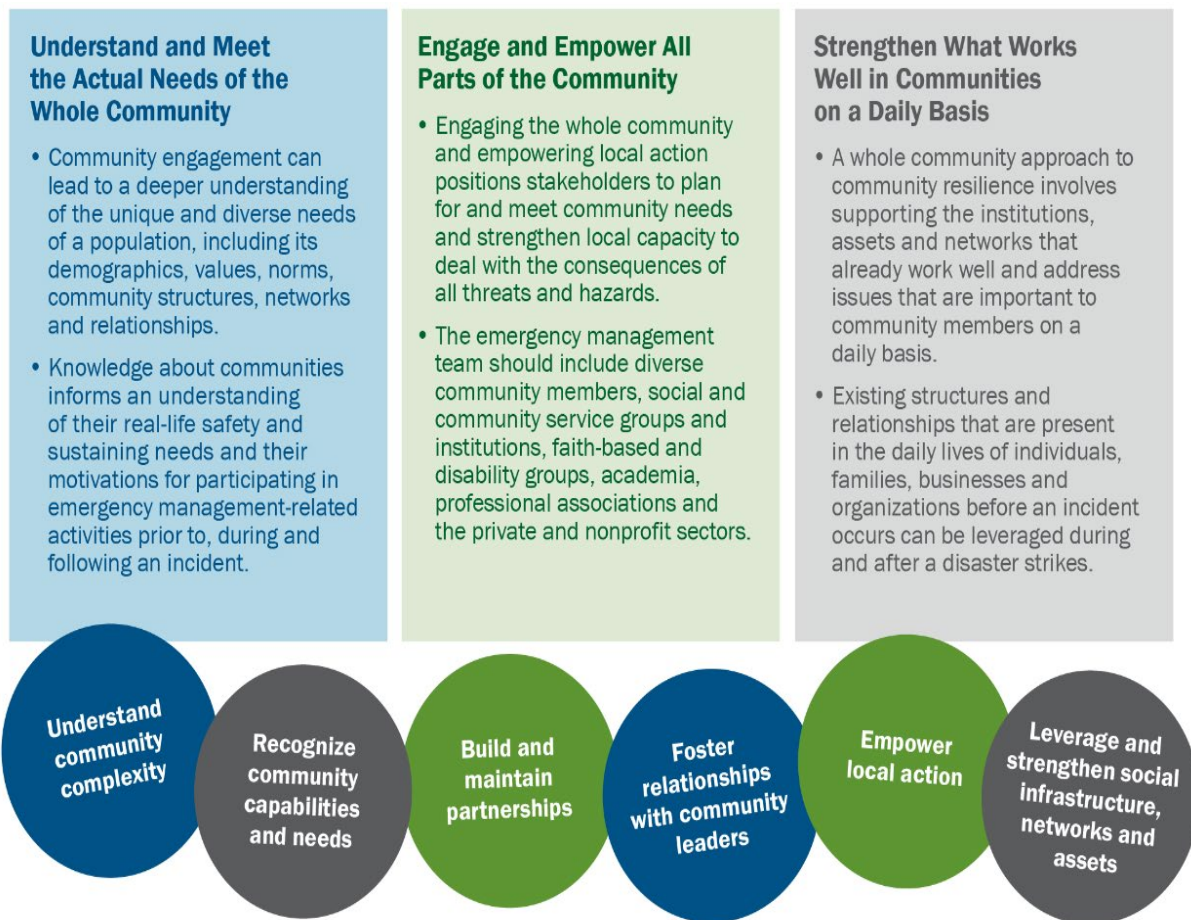 Understand and Meet
the Actual Needs of the
Whole Community
• Community engagement can
lead to a deeper understanding
of the unique and diverse needs
of a population, including its
demographics, values, norms,
community structures, networks
and relationships.
• Knowledge about communities
informs an understanding
of their real-life safety and
sustaining needs and their
motivations for participating in
emergency management-related
activities prior to, during and
following an incident.
Engage and Empower All
Parts of the Community
• Engaging the whole community
and empowering local action
positions stakeholders to plan
for and meet community needs
and strengthen local capacity to
deal with the consequences of
all threats and hazards.
• The emergency management
team should include diverse
community members, social and
community service groups and
institutions, faith-based and
disability groups, academia,
professional associations and
the private and nonprofit sectors.
Strengthen What Works
Well in Communities
on a Daily Basis
• A whole community approach to
community resilience involves
supporting the institutions,
assets and networks that
already work well and address
issues that are important to
community members on a
daily basis.
• Existing structures and
relationships that are present
in the daily lives of individuals,
families, businesses and
organizations before an incident
occurs can be leveraged during
and after a disaster strikes.
Understand
community
complexity
Recognize
community
capabilities
and needs
Build and
maintain
partnerships
Foster
relationships
with community
leaders
Empower
local action
Leverage and
strengthen social
infrastructure,
networks and
assets